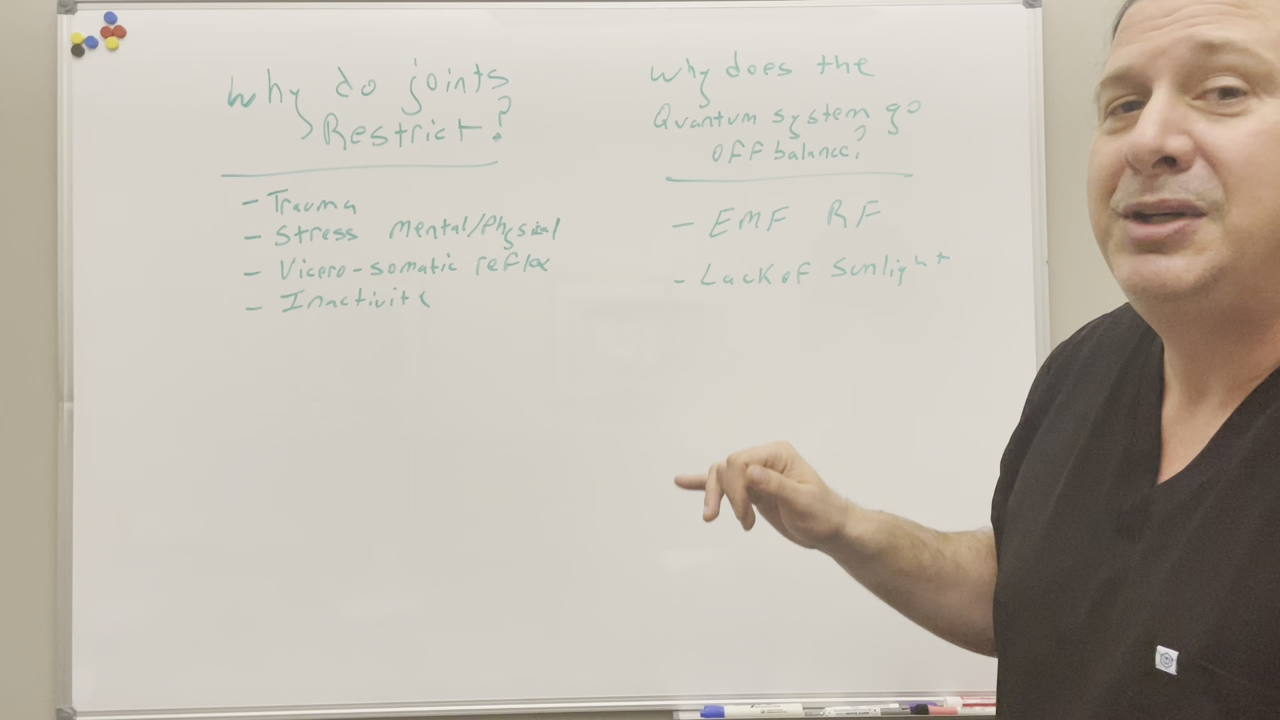 Why do joints
Restrict?
- Trauma
- Stress Mental/Physical
- Vicero-somatic reflex
- Inactivity
Why does the
Quantum system go
off balance?
- EMF RF
- Lack of Sunlight